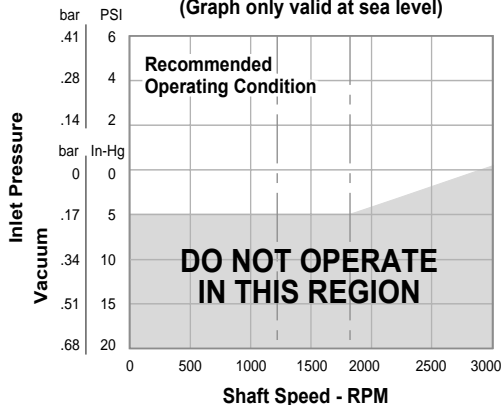 (Graph only valid at sea level)
bar PSI
.41 6
Recommended
Operating Condition
.28 4
.14 2
bar In-Hg
0 0
.17 5
.34 10
.51 15
.68 20
Inlet Pressure
Vacuum
DO NOT OPERATE
IN THIS REGION
0 500 1000 1500 2000 2500 3000
Shaft Speed - RPM